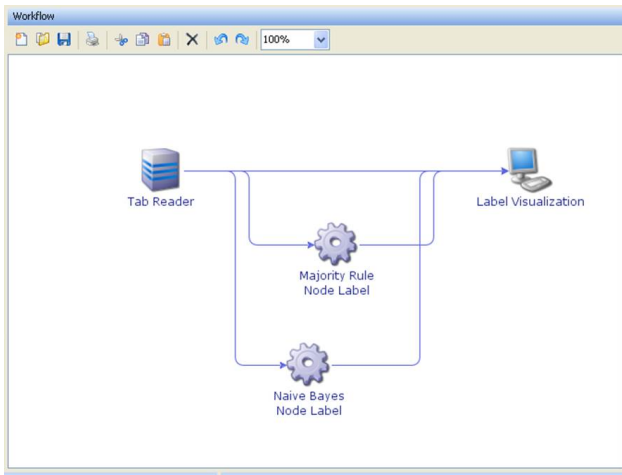 Workflow
100%
Tab Reader
Label Visualization
Majority Rule
Node Label
Naive Bayes
Node Label